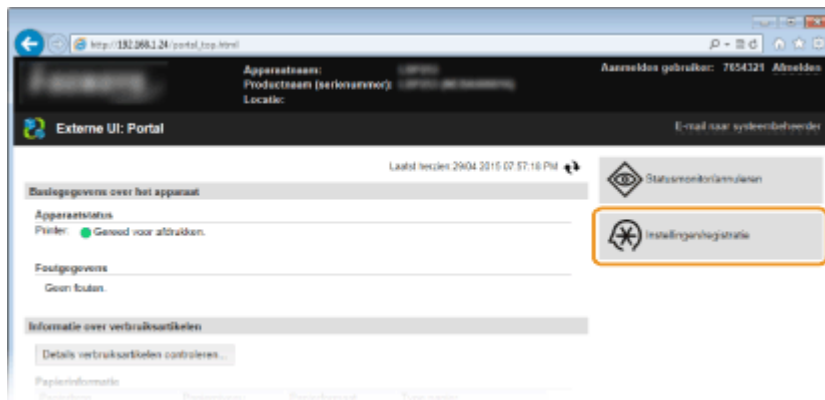 http://192.168.1.24/portal_top.html
Apparaatnaam:
Productnaam (serienummer):
Locatie:
Aanmelden gebruiker: 7654321 Afmelden
Externe UI: Portal
E-mail naar systeembeheerder
Laatst herzien: 29/04 2015 07:57:16 PM
Basisgegevens over het apparaat
Statusmonitor/annuleren
Apparaatstatus
Printer: Gereed voor afdrukken.
Instellingen/registratie
Foutgegevens
Geen fouten.
Informatie over verbruiksartikelen
Details verbruiksartikelen controleren...
Papierinformatie